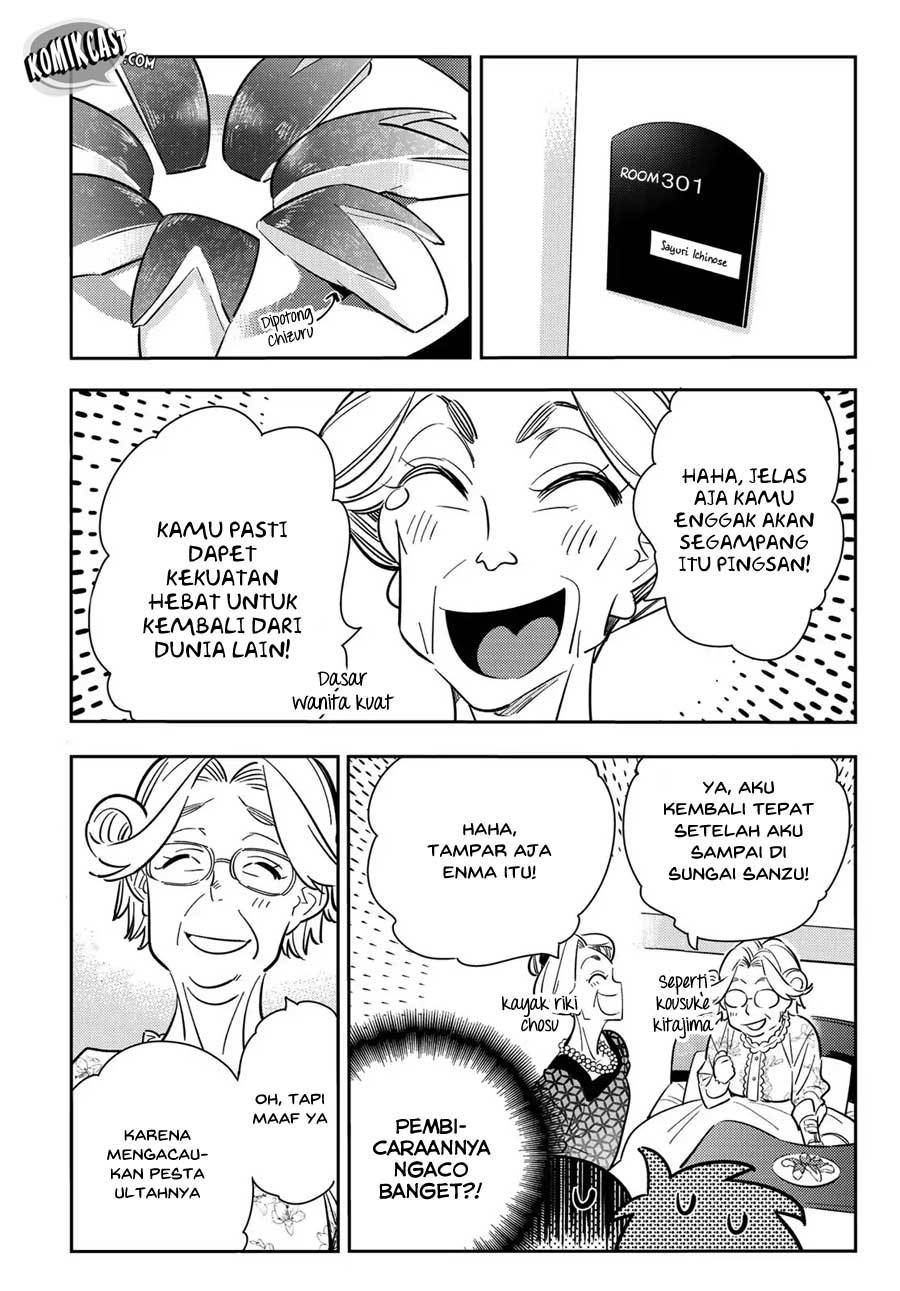 KOMIKCAST
.COM
ROOM 301
Sayuri Ichinose
Dipotong
Chizuru
HAHA, JELAS
AJA KAMU
ENGGAK AKAN
SEGAMPANG
ITU PINGSAN!
KAMU PASTI
DAPET
KEKUATAN
HEBAT UNTUK
KEMBALI DARI
DUNIA LAIN!
Dasar
wanita kuat
YA, AKU
KEMBALI TEPAT
SETELAH AKU
SAMPAI DI
SUNGAI SANZU!
seperti
kousuke
kitajima
HAHA,
TAMPAR AJA
ENMA ITU!
kayak riki
chosu
PEMBI-
CARAANNYA
NGACO
BANGET?!
OH, TAPI
MAAF YA
KARENA
MENGACAU-
KAN PESTA
ULTAHNYA